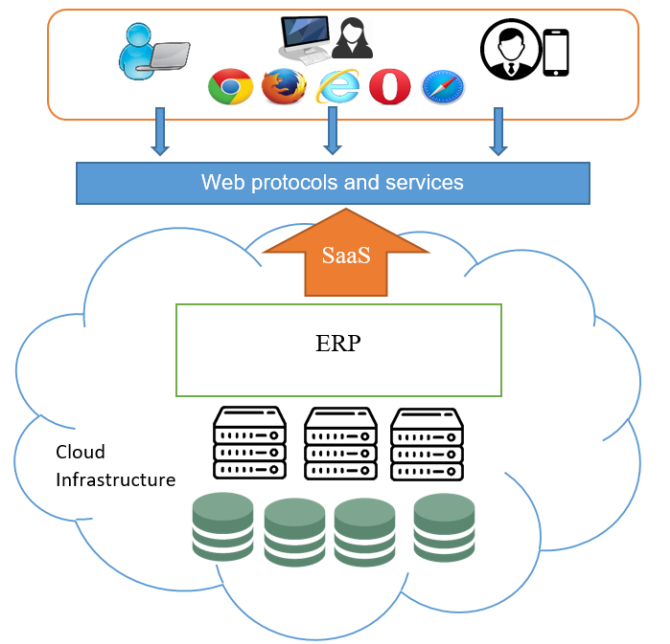 Web protocols and services
SaaS
ERP
Cloud
Infrastructure